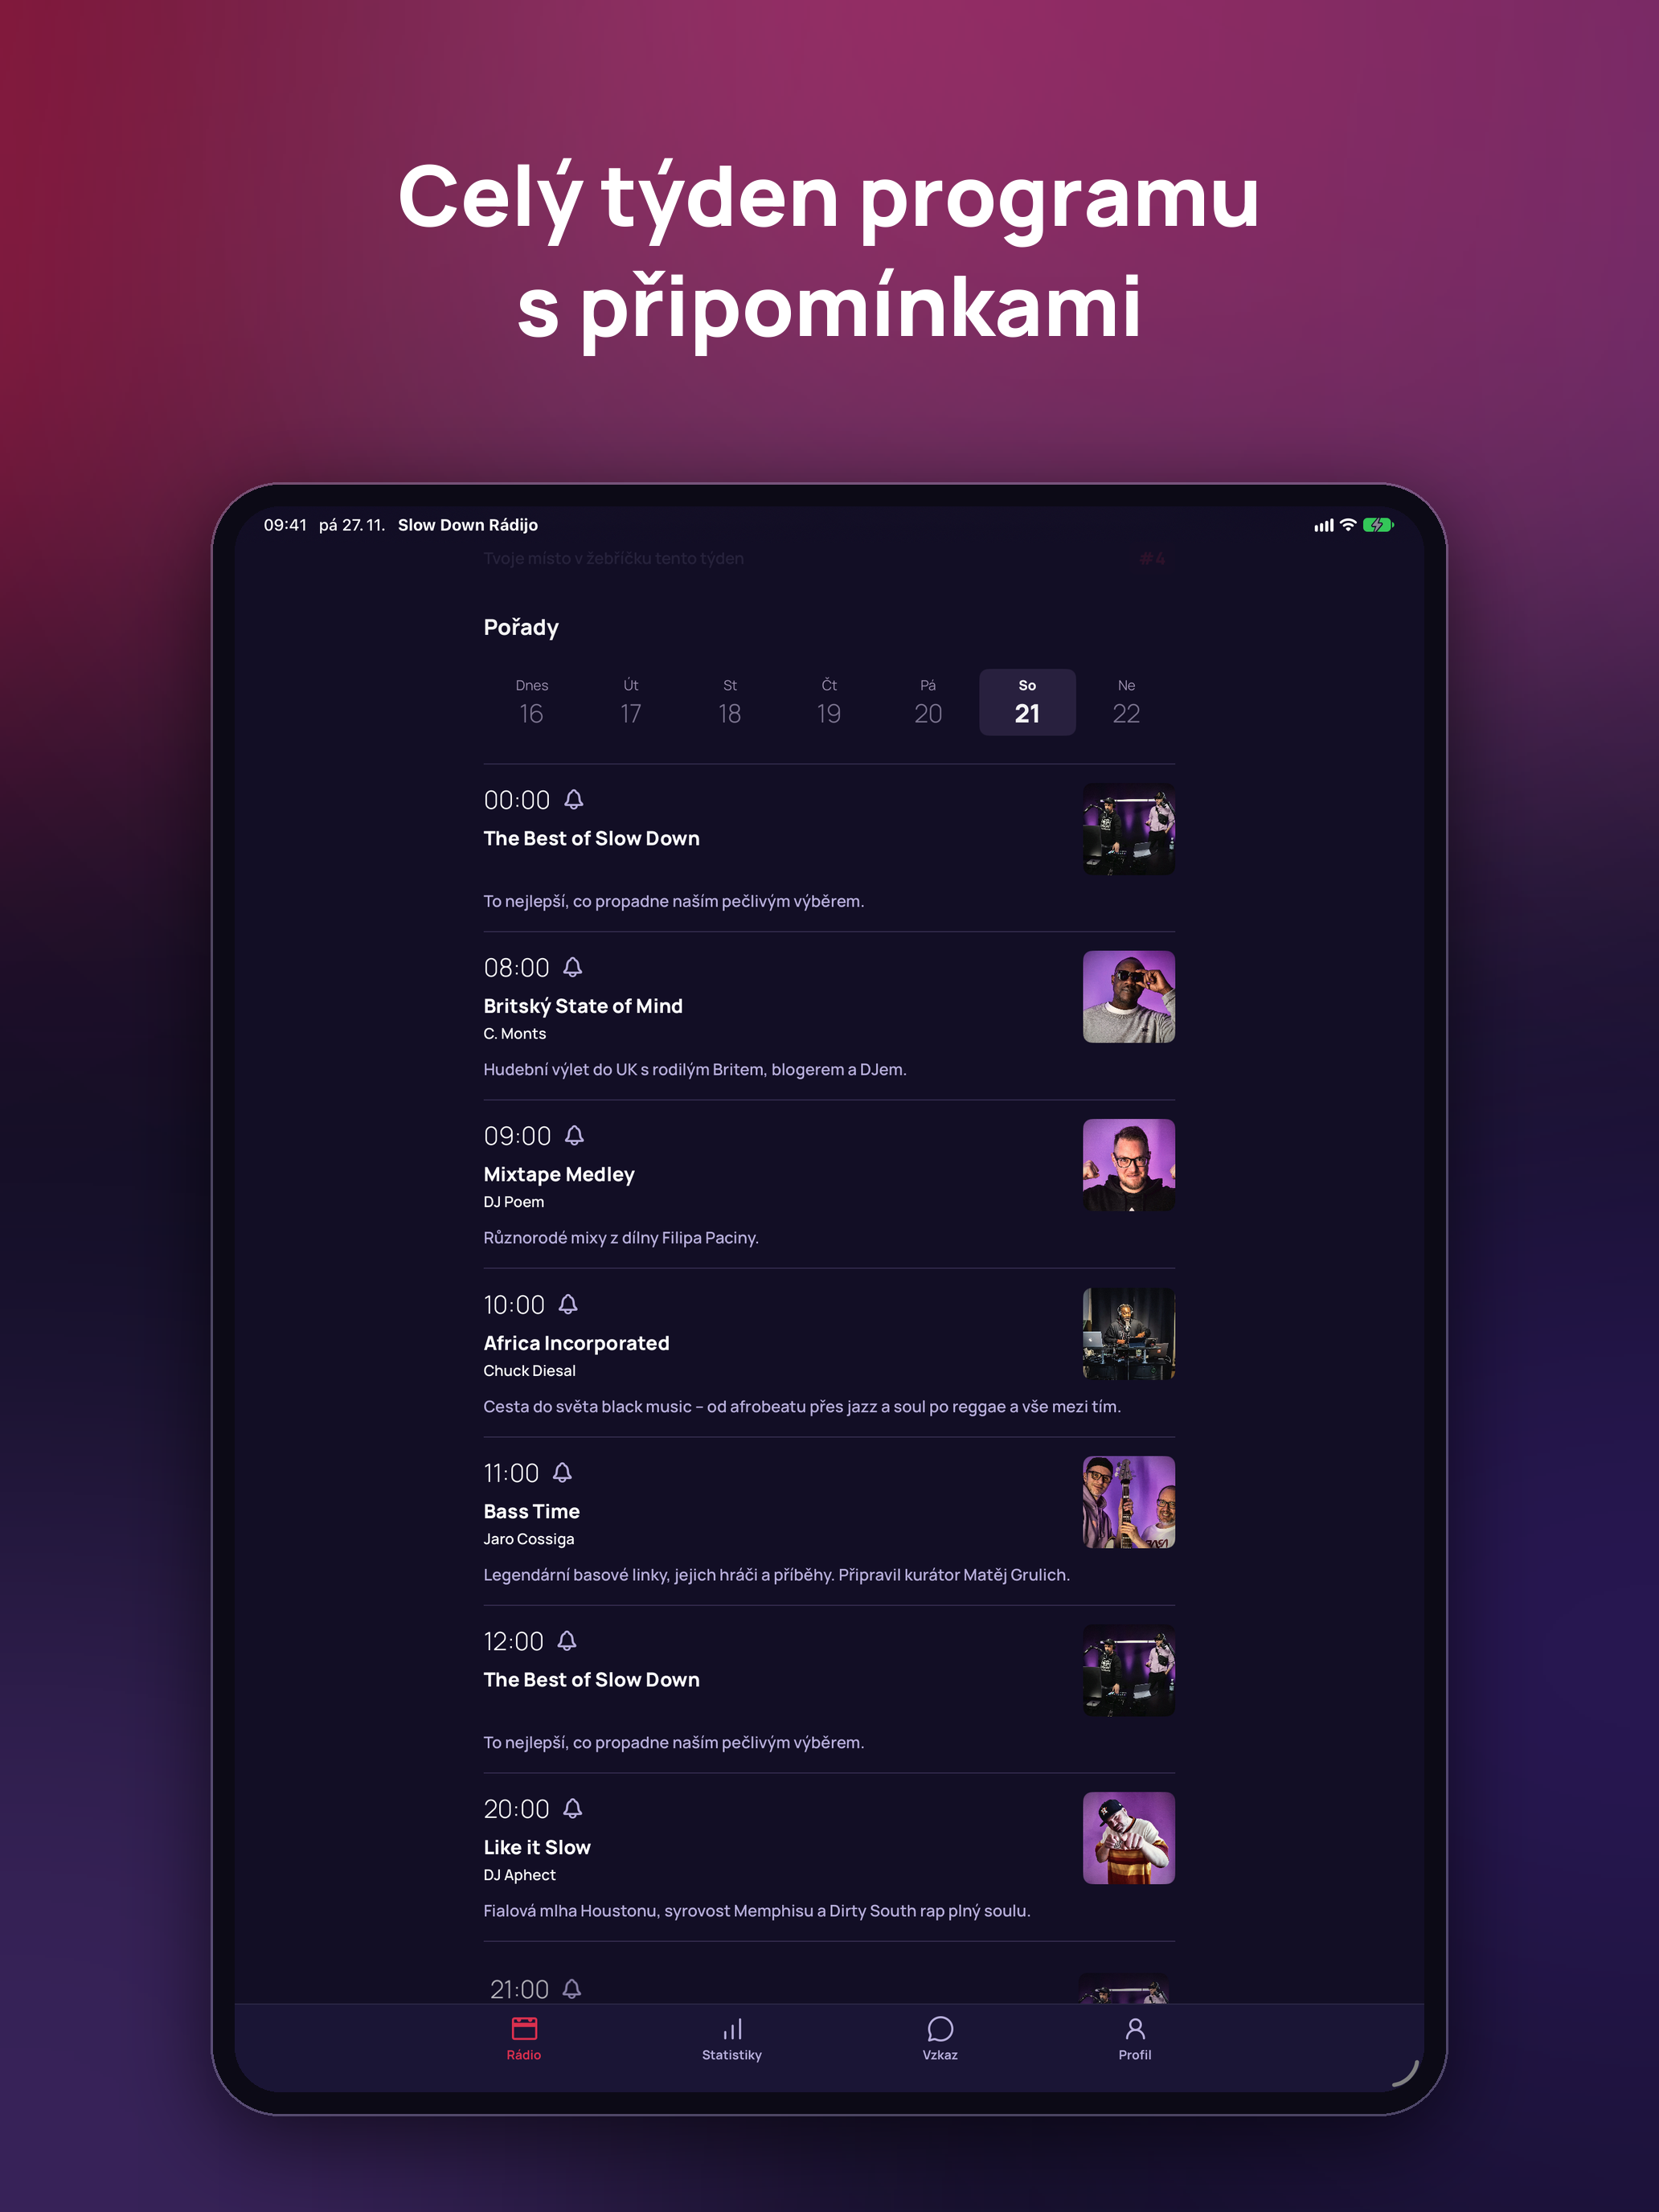 Celý týden programu
s připomínkami
09:41 pá 27. 11. Slow Down Rádijo
Tvoje místo v žebříčku tento týden #4
Pořady
Dnes Út St Čt Pá So Ne
16 17 18 19 20 21 22
00:00
The Best of Slow Down
To nejlepší, co propadne naším pečlivým výběrem.
08:00
Britský State of Mind
C. Monts
Hudební výlet do UK s rodilým Britem, blogerem a DJem.
09:00
Mixtape Medley
DJ Poem
Různorodé mixy z dílny Filipa Paciny.
10:00
Africa Incorporated
Chuck Diesal
Cesta do světa black music – od afrobeatu přes jazz a soul po reggae a vše mezi tím.
11:00
Bass Time
Jaro Cossiga
Legendární basové linky, jejich hráči a příběhy. Připravil kurátor Matěj Grulich.
12:00
The Best of Slow Down
To nejlepší, co propadne naším pečlivým výběrem.
20:00
Like it Slow
DJ Aphect
Fialová mlha Houstonu, syrovost Memphisu a Dirty South rap plný soulu.
21:00
Rádio Statistiky Vzkaz Profil